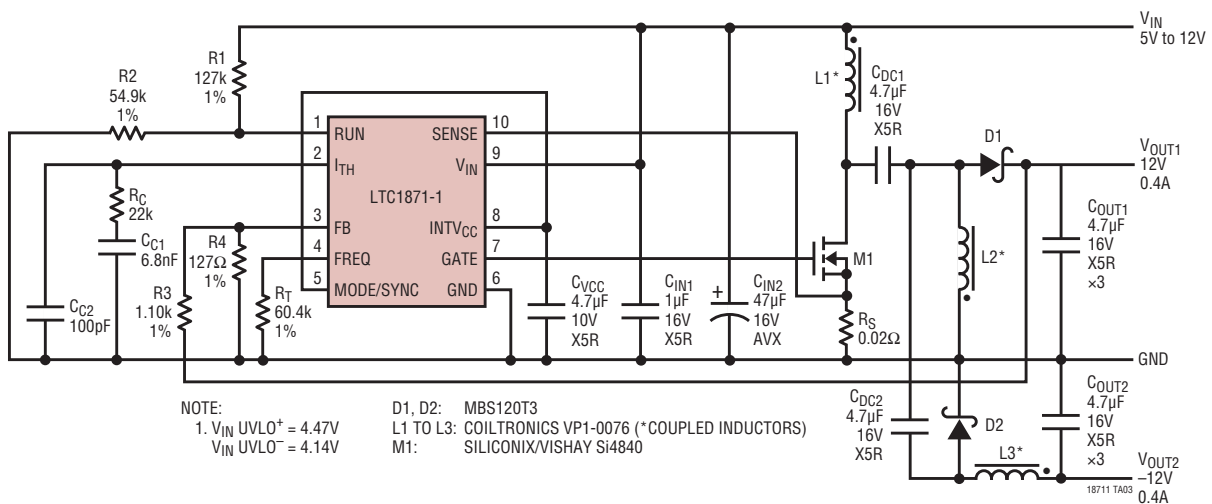 VIN
5V to 12V
R1
127k
1%
R2
54.9k
1%
L1*
CDC1
4.7µF
16V
X5R
D1
VOUT1
12V
0.4A
1
RUN
SENSE
10
2
ITH
VIN
9
LTC1871-1
3
FB
INTVCC
8
4
FREQ
GATE
7
5
MODE/SYNC
GND
6
RC
22k
CC1
6.8nF
R4
127Ω
1%
R3
1.10k
1%
CC2
100pF
RT
60.4k
1%
CVCC
4.7µF
10V
X5R
CIN1
1µF
16V
X5R
+
CIN2
47µF
16V
AVX
M1
RS
0.02Ω
L2*
COUT1
4.7µF
16V
X5R
×3
GND
CDC2
4.7µF
16V
X5R
D2
L3*
COUT2
4.7µF
16V
X5R
×3
VOUT2
–12V
0.4A
NOTE:
1. VIN UVLO+ = 4.47V
VIN UVLO– = 4.14V
D1, D2: MBS120T3
L1 TO L3: COILTRONICS VP1-0076 (*COUPLED INDUCTORS)
M1: SILICONIX/VISHAY Si4840
18711 TA03